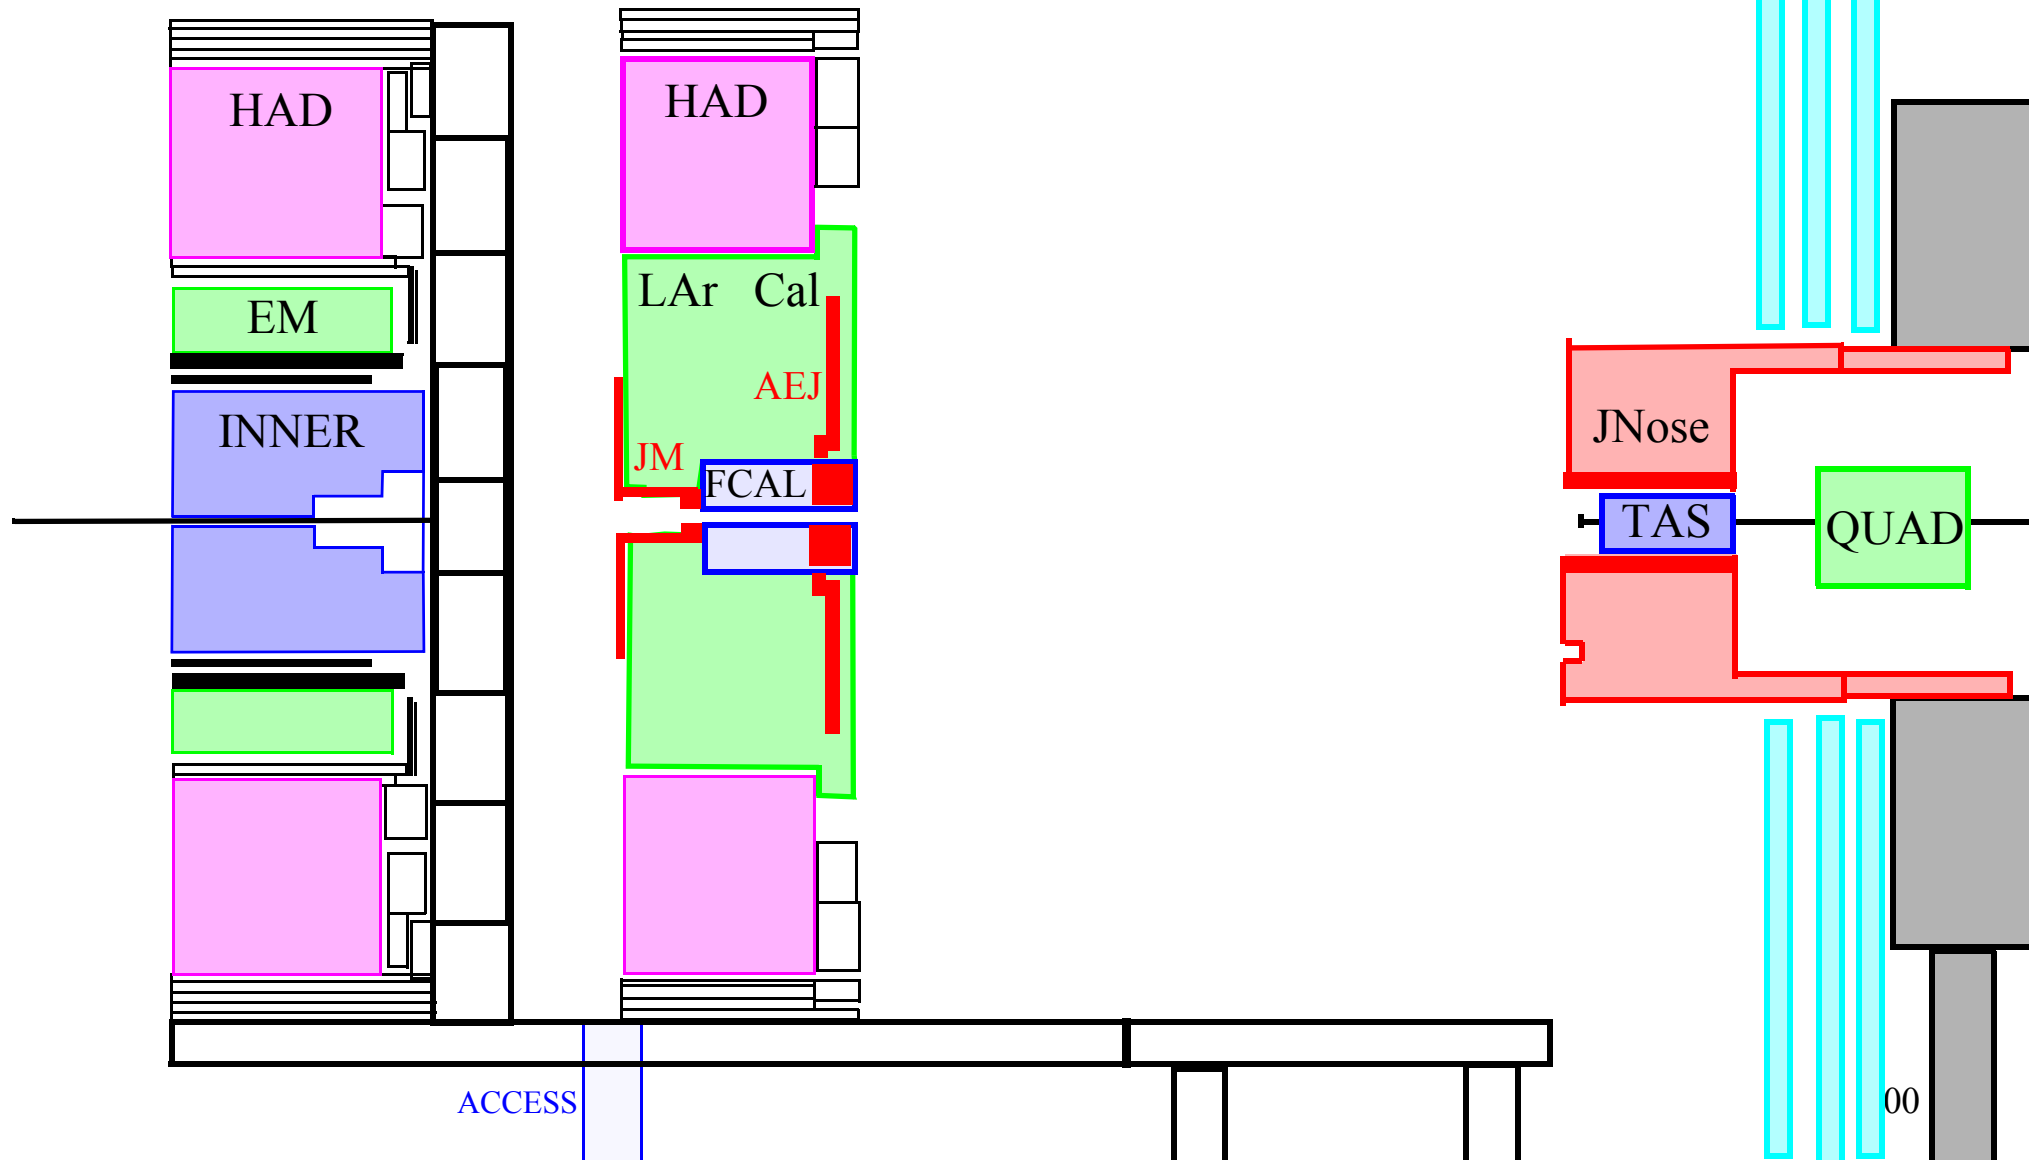 HAD
HAD
LAr Cal
EM
AEJ
INNER
JNose
JM
FCAL
TAS
QUAD
ACCESS
00